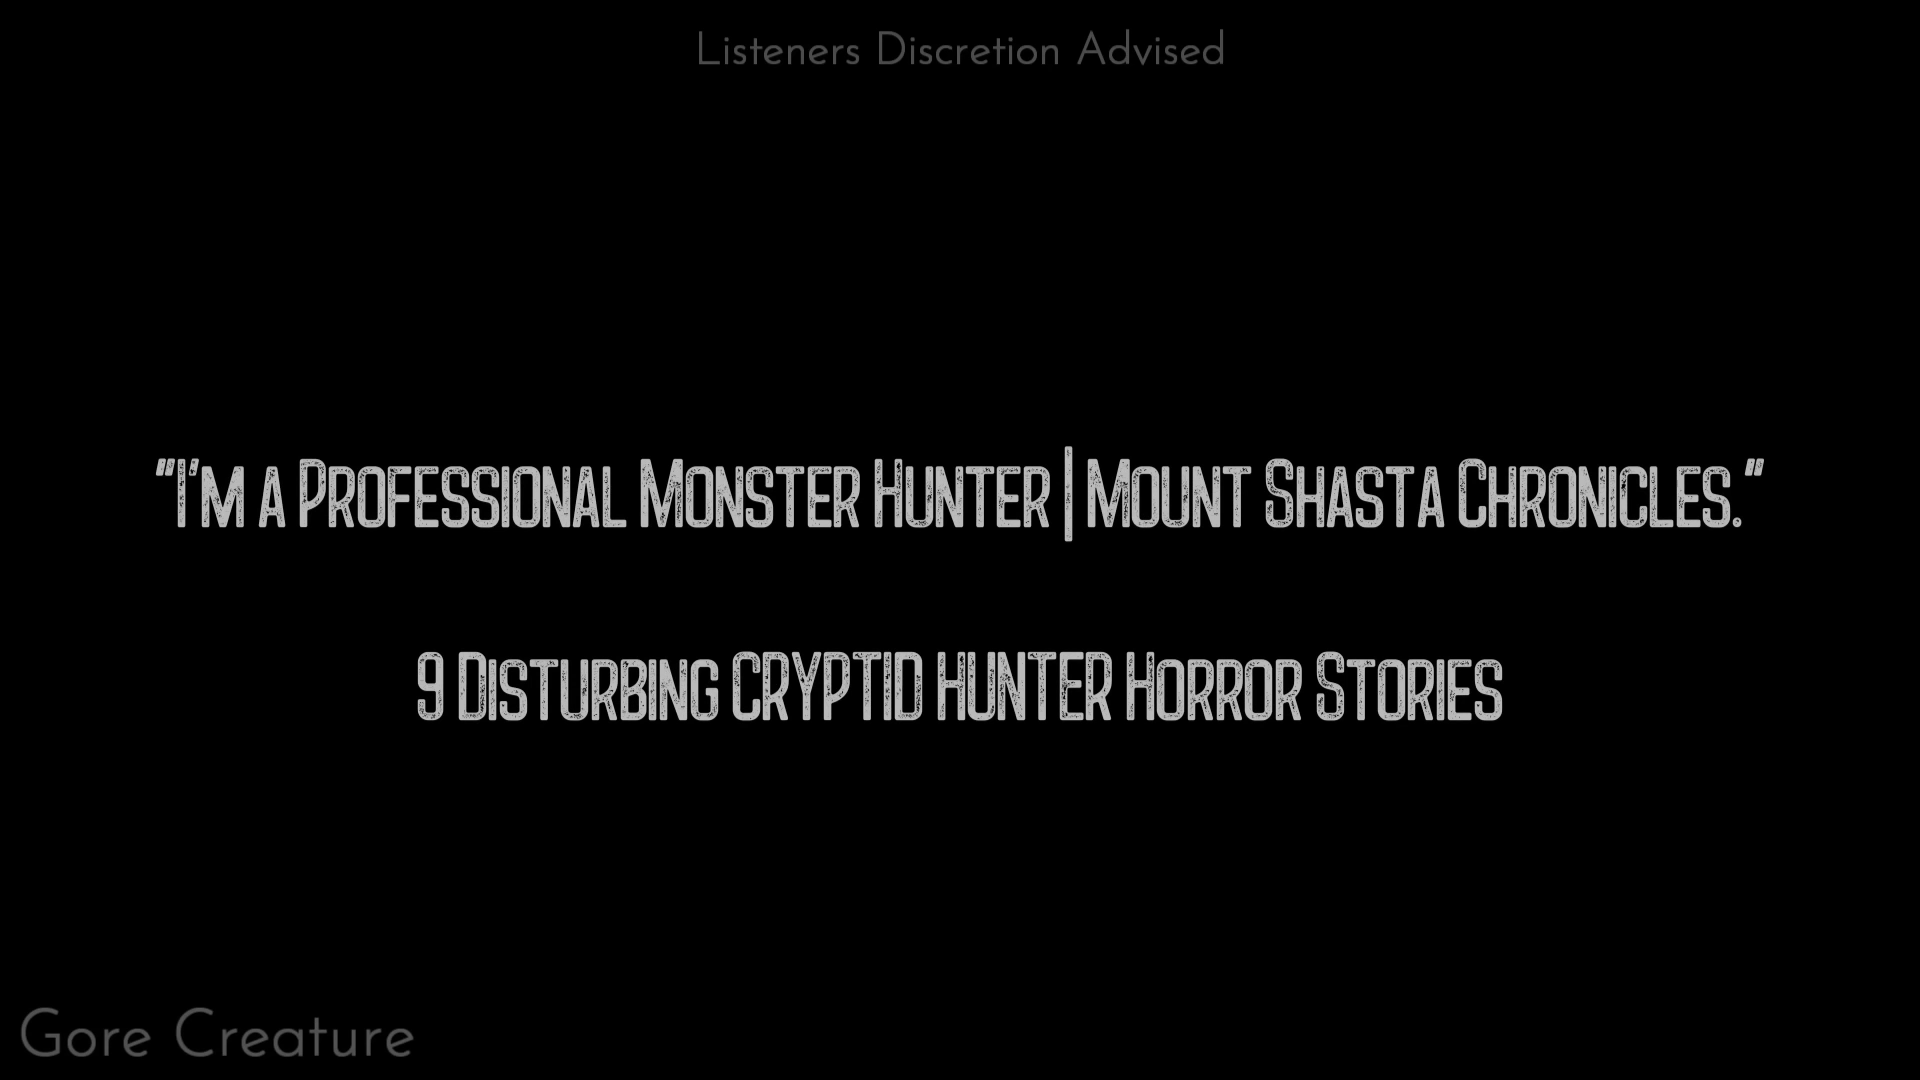 Listeners Discretion Advised
"I'm a Professional Monster Hunter | Mount Shasta Chronicles."
9 Disturbing CRYPTID HUNTER Horror Stories
Gore Creature